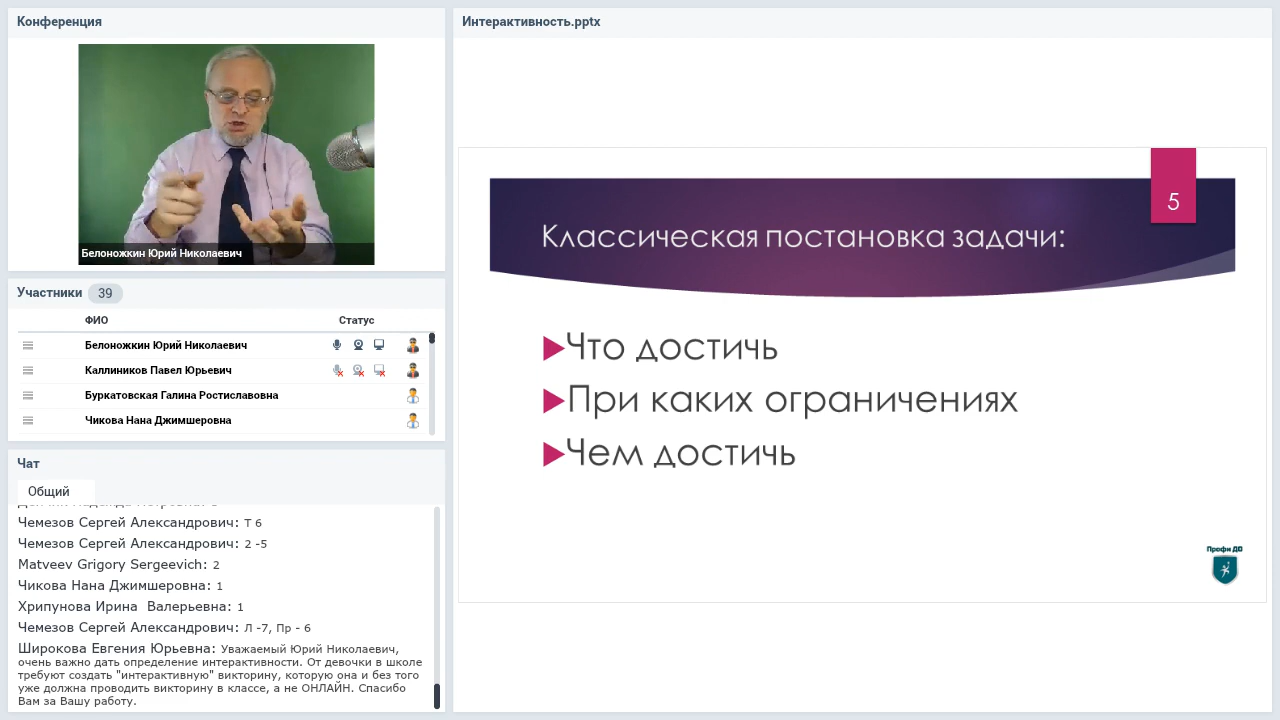 Конференция
Белоножкин Юрий Николаевич
Участники 39
ФИО Статус
Белоножкин Юрий Николаевич
Каллиников Павел Юрьевич
Буркатовская Галина Ростиславовна
Чикова Нана Джимшеровна
Чат
Общий
Чемезов Сергей Александрович: Т 6
Чемезов Сергей Александрович: 2 -5
Matveev Grigory Sergeevich: 2
Чикова Нана Джимшеровна: 1
Хрипунова Ирина Валерьевна: 1
Чемезов Сергей Александрович: Л -7, Пр - 6
Широкова Евгения Юрьевна: Уважаемый Юрий Николаевич,
очень важно дать определение интерактивности. От девочки в школе
требуют создать "интерактивную" викторину, которую она и без того
уже должна проводить викторину в классе, а не ОНЛАЙН. Спасибо
Вам за Вашу работу.
Интерактивность.pptx
5
Классическая постановка задачи:
Что достичь
При каких ограничениях
Чем достичь
Профи ДО